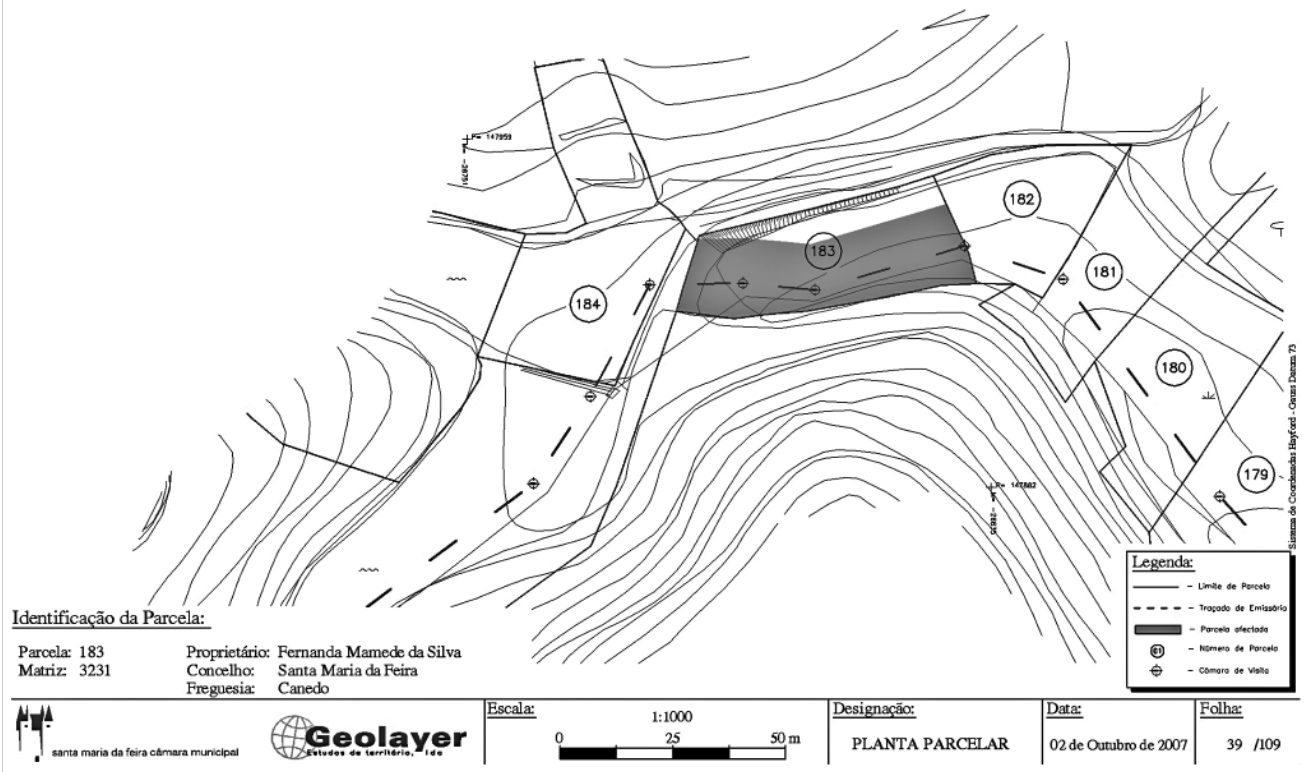 P= 147959
M= -28751
182
183
181
184
180
179
P= 147882
M= -28635
Sistema de Coordenadas Hayford - Gauss Datum 73
Legenda:
- Limite de Parcela
- Traçado de Emissário
- Parcela afectada
- Número de Parcela
- Câmara de Visita
Identificação da Parcela:
Parcela: 183 Proprietário: Fernanda Mamede da Silva
Matriz: 3231 Concelho: Santa Maria da Feira
Freguesia: Canedo
santa maria da feira câmara municipal
Geolayer
Estudos de território, lda
Escala:
1:1000
0 25 50 m
Designação:
PLANTA PARCELAR
Data:
02 de Outubro de 2007
Folha:
39 /109